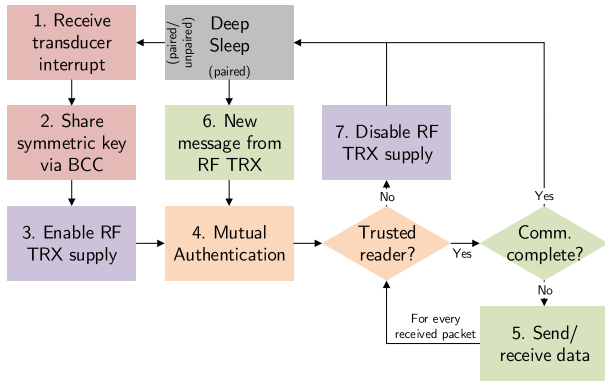 1. Receive
transducer
interrupt
(paired/
unpaired)
Deep
Sleep
(paired)
2. Share
symmetric key
via BCC
6. New
message from
RF TRX
7. Disable RF
TRX supply
3. Enable RF
TRX supply
4. Mutual
Authentication
No
Trusted
reader?
Yes
Yes
Comm.
complete?
No
For every
received packet
5. Send/
receive data